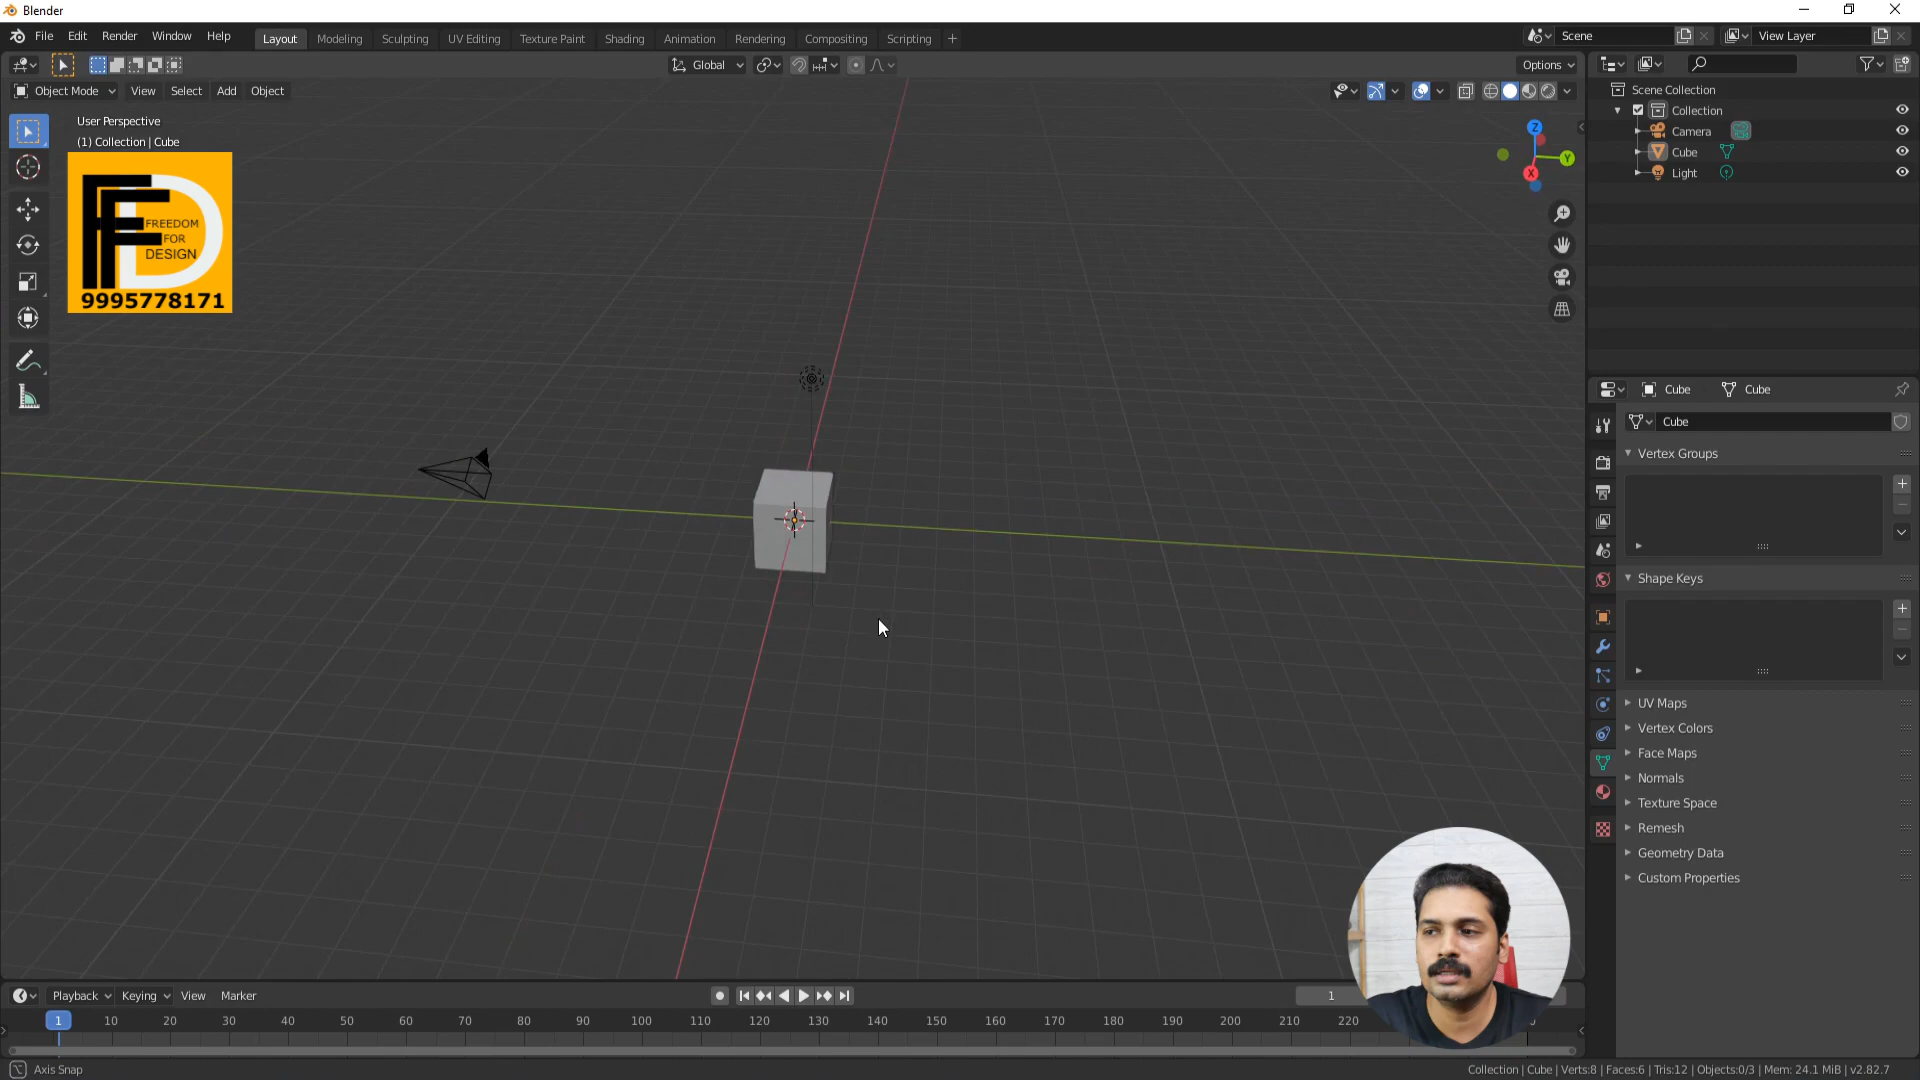 Blender
File Edit Render Window Help
Layout Modeling Sculpting UV Editing Texture Paint Shading Animation Rendering Compositing Scripting +
Scene
View Layer
Global
Options
Object Mode View Select Add Object
User Perspective
(1) Collection | Cube
FFD
FREEDOM
FOR
DESIGN
9995778171
Z
Y
X
Scene Collection
Collection
Camera
Cube
Light
Cube Cube
Cube
Vertex Groups
Shape Keys
UV Maps
Vertex Colors
Face Maps
Normals
Texture Space
Remesh
Geometry Data
Custom Properties
Playback Keying View Marker
1
1 10 20 30 40 50 60 70 80 90 100 110 120 130 140 150 160 170 180 190 200 210 220
Axis Snap
Collection | Cube | Verts:8 | Faces:6 | Tris:12 | Objects:0/3 | Mem: 24.1 MiB | v2.82.7